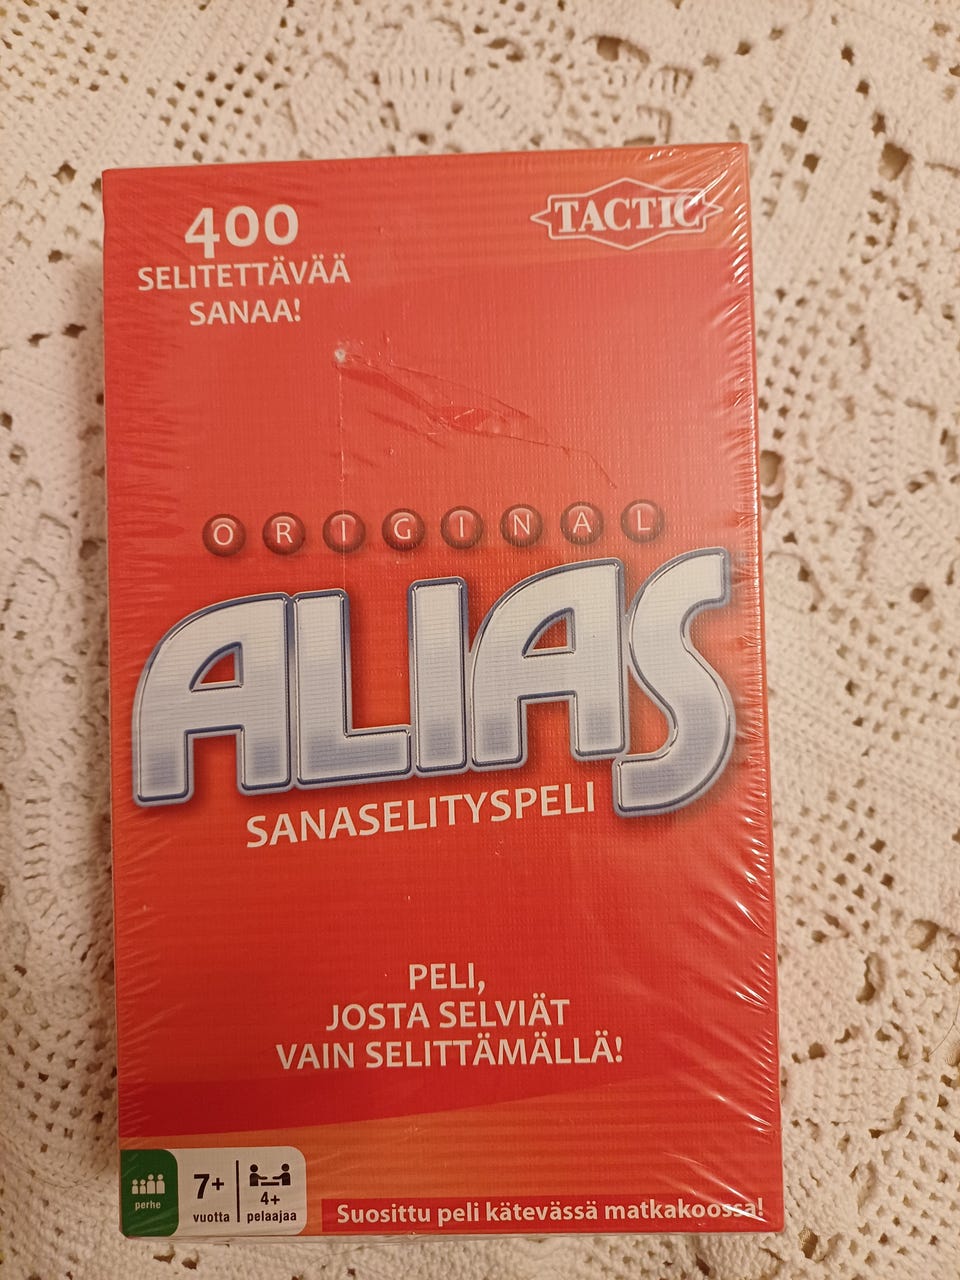 400
SELITETTÄVÄÄ
SANAA!
TACTIC
ORIGINAL
ALIAS
SANASELITYSPELI
PELI,
JOSTA SELVIÄT
VAIN SELITTÄMÄLLÄ!
perhe
7+
vuotta
4+
pelaajaa
Suosittu peli kätevässä matkakoossa!